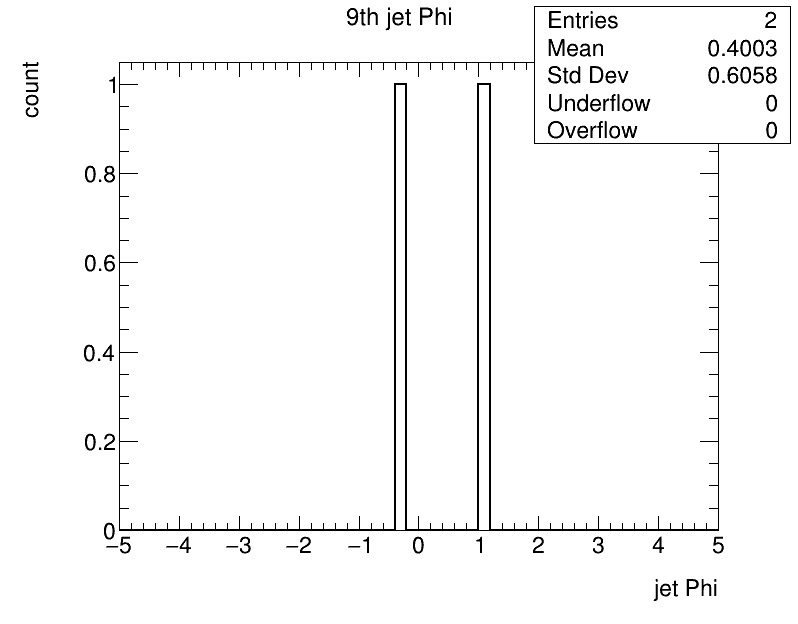 9th jet Phi
Entries 2
Mean 0.4003
Std Dev 0.6058
Underflow 0
Overflow 0
count
1
0.8
0.6
0.4
0.2
0
−5 −4 −3 −2 −1 0 1 2 3 4 5
jet Phi